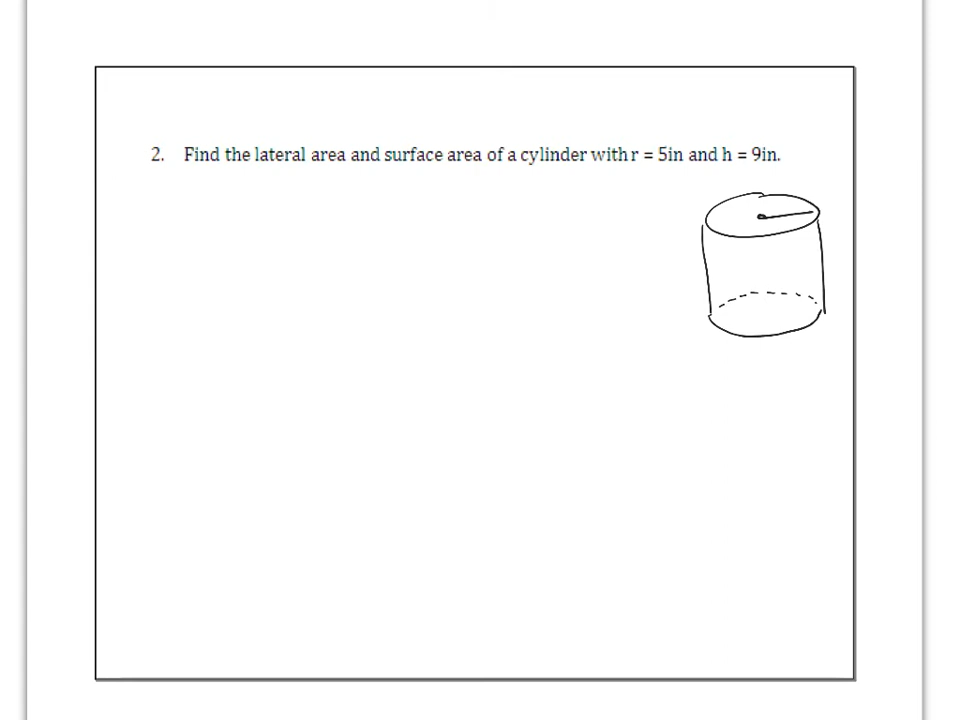 2. Find the lateral area and surface area of a cylinder with r = 5in and h = 9in.